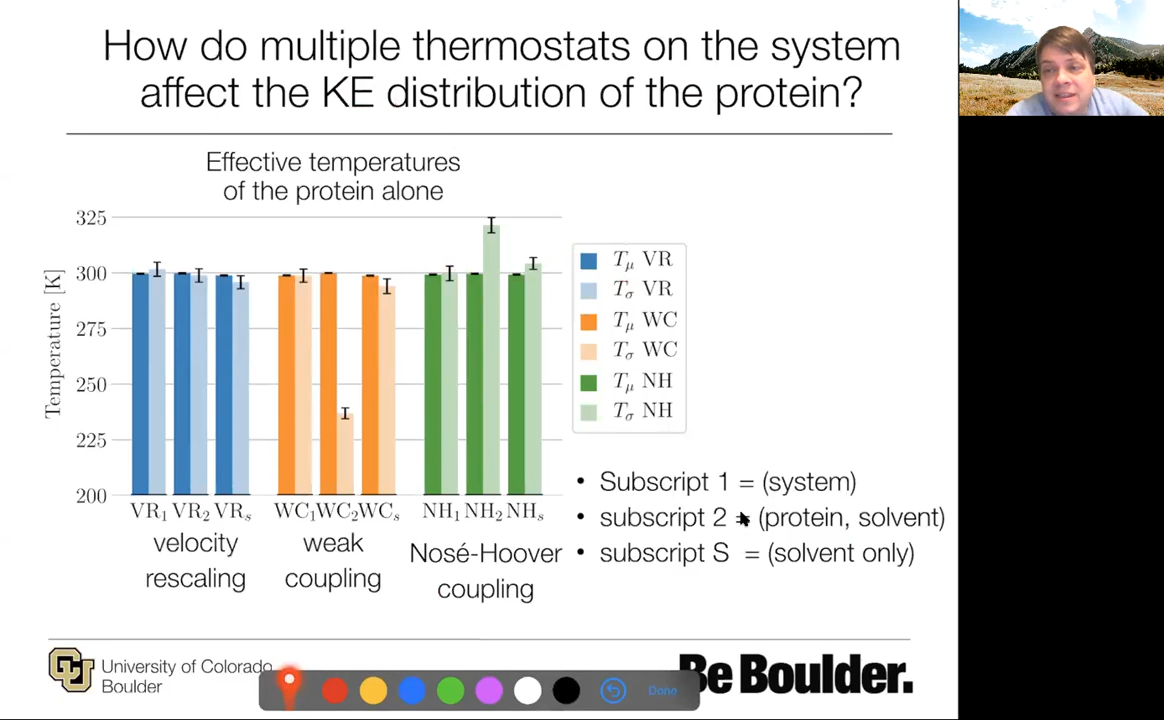 How do multiple thermostats on the system
affect the KE distribution of the protein?
Effective temperatures
of the protein alone
Temperature [K]
325
300
275
250
225
200
VR₁ VR₂ VRₛ
WC₁ WC₂ WCₛ
NH₁ NH₂ NHₛ
velocity
rescaling
weak
coupling
Nosé-Hoover
coupling
Tμ VR
Tσ VR
Tμ WC
Tσ WC
Tμ NH
Tσ NH
• Subscript 1 = (system)
• subscript 2 = (protein, solvent)
• subscript S = (solvent only)
CU
University of Colorado
Boulder
Be Boulder.
Done